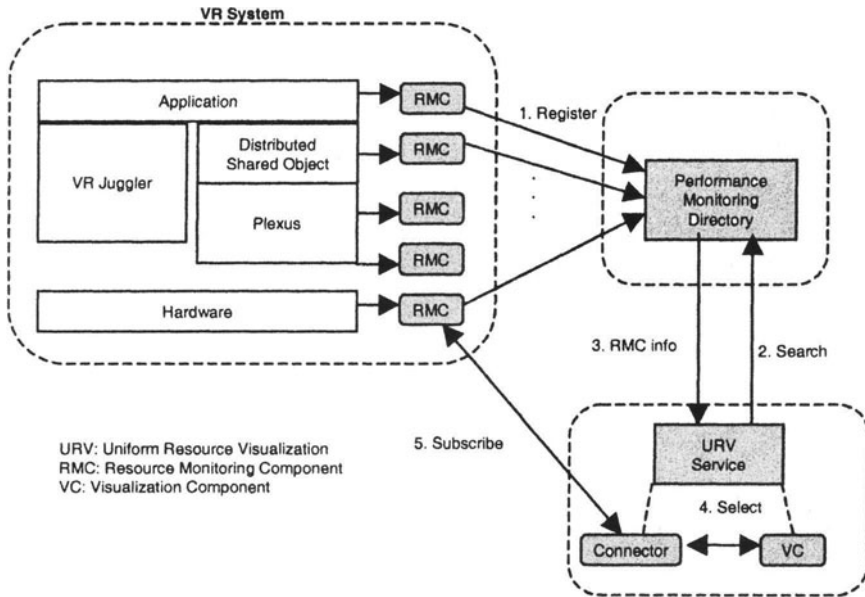 VR System
Application
RMC
1. Register
Distributed
Shared Object
RMC
VR Juggler
Performance
Monitoring
Directory
Plexus
RMC
RMC
Hardware
RMC
3. RMC info
2. Search
5. Subscribe
URV: Uniform Resource Visualization
RMC: Resource Monitoring Component
VC: Visualization Component
URV
Service
4. Select
Connector
VC